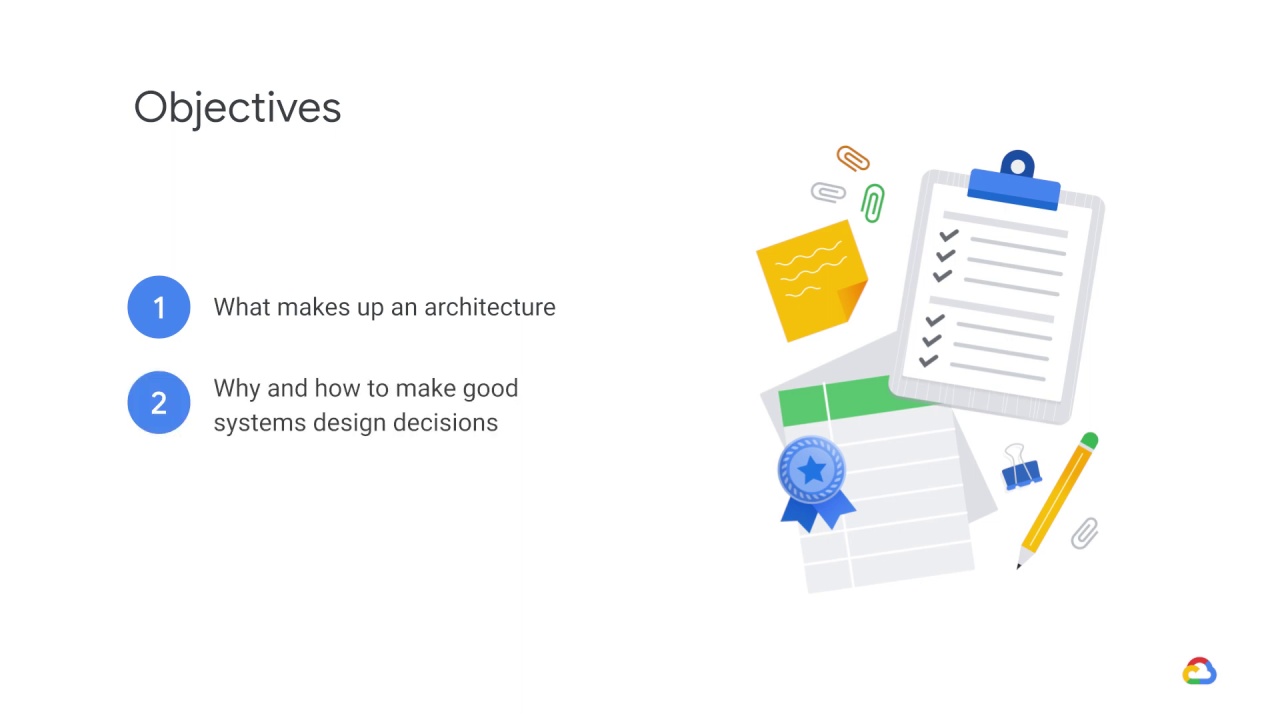 Objectives
1
What makes up an architecture
2
Why and how to make good
systems design decisions